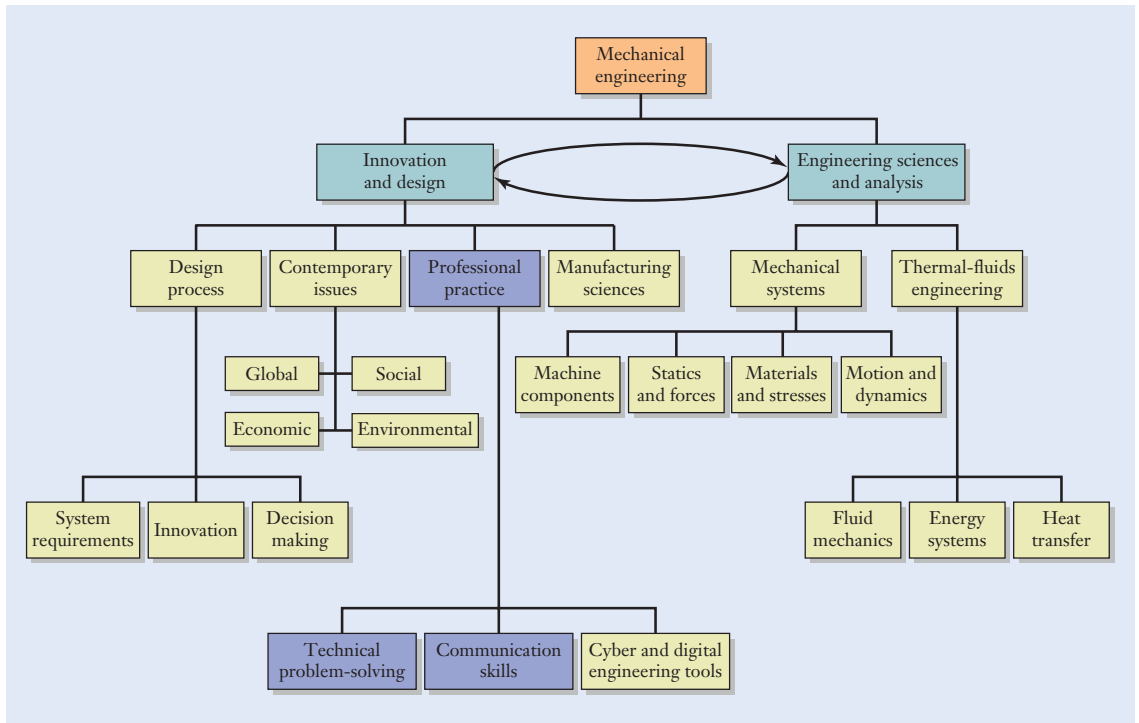 Mechanical
engineering
Innovation
and design
Engineering sciences
and analysis
Design
process
Contemporary
issues
Professional
practice
Manufacturing
sciences
Mechanical
systems
Thermal-fluids
engineering
Global
Social
Economic
Environmental
Machine
components
Statics
and forces
Materials
and stresses
Motion and
dynamics
System
requirements
Innovation
Decision
making
Fluid
mechanics
Energy
systems
Heat
transfer
Technical
problem-solving
Communication
skills
Cyber and digital
engineering tools